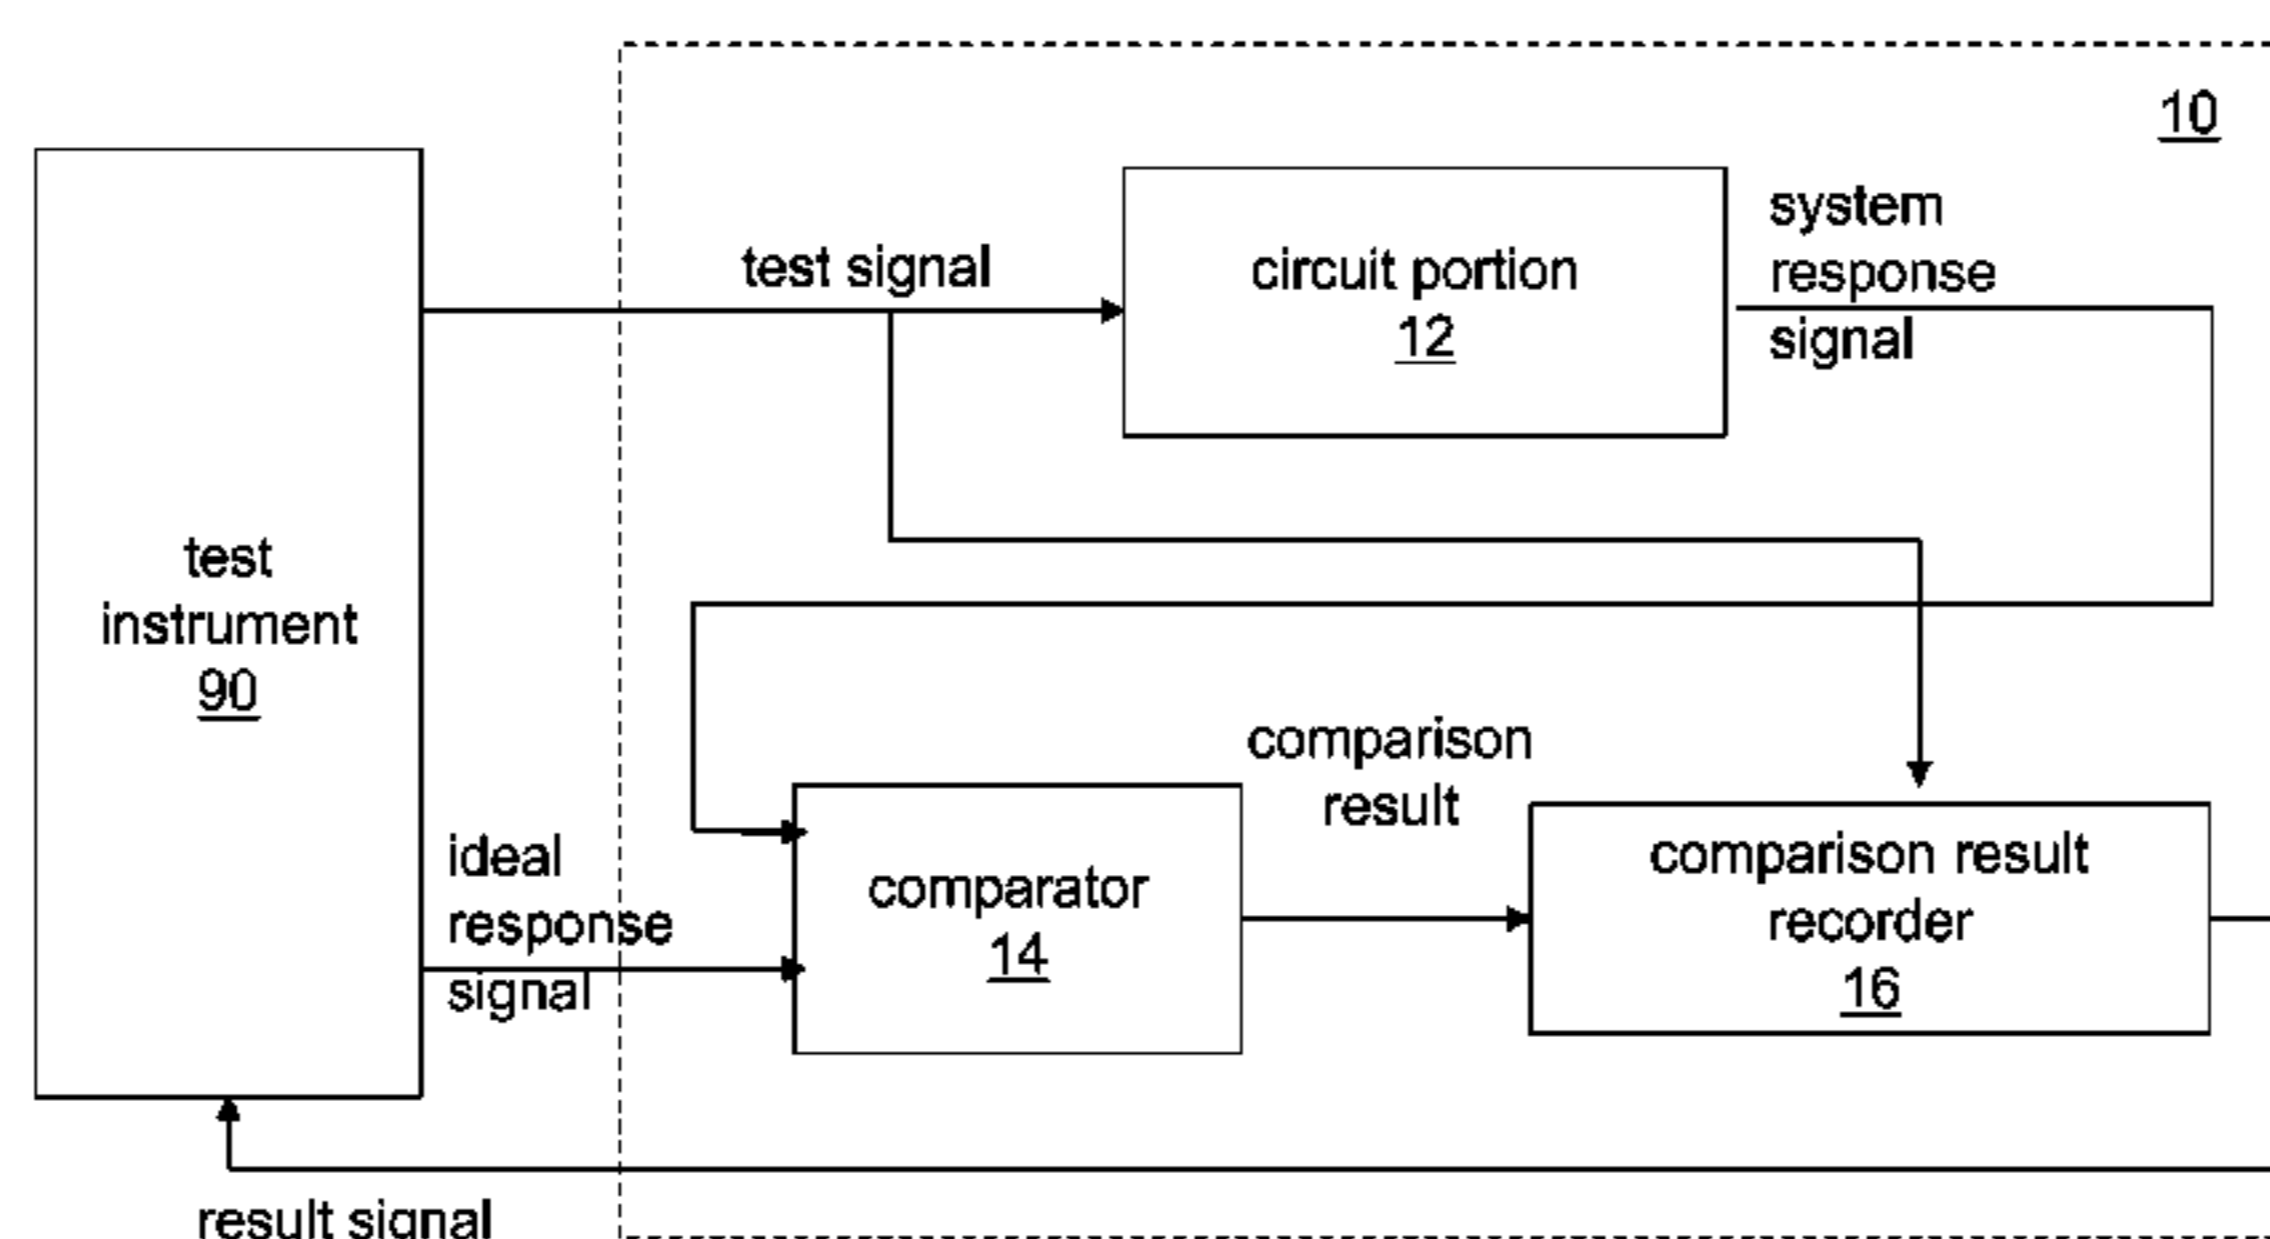 10
system
response
signal
test signal
circuit portion
12
test
instrument
90
comparison
result
ideal
response
signal
comparator
14
comparison result
recorder
16
result signal